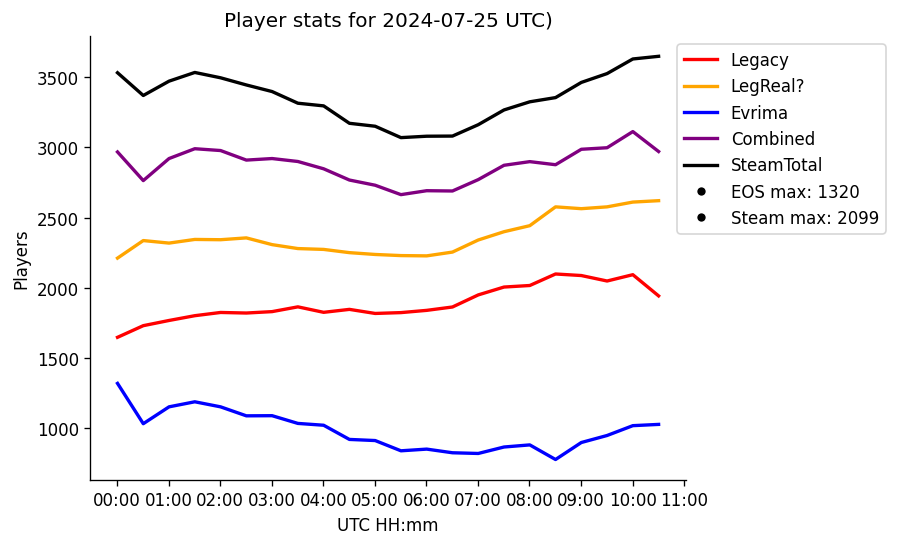 Player stats for 2024-07-25 UTC)
Legacy
LegReal?
Evrima
Combined
SteamTotal
EOS max: 1320
Steam max: 2099
Players
3500
3000
2500
2000
1500
1000
00:00 01:00 02:00 03:00 04:00 05:00 06:00 07:00 08:00 09:00 10:00 11:00
UTC HH:mm